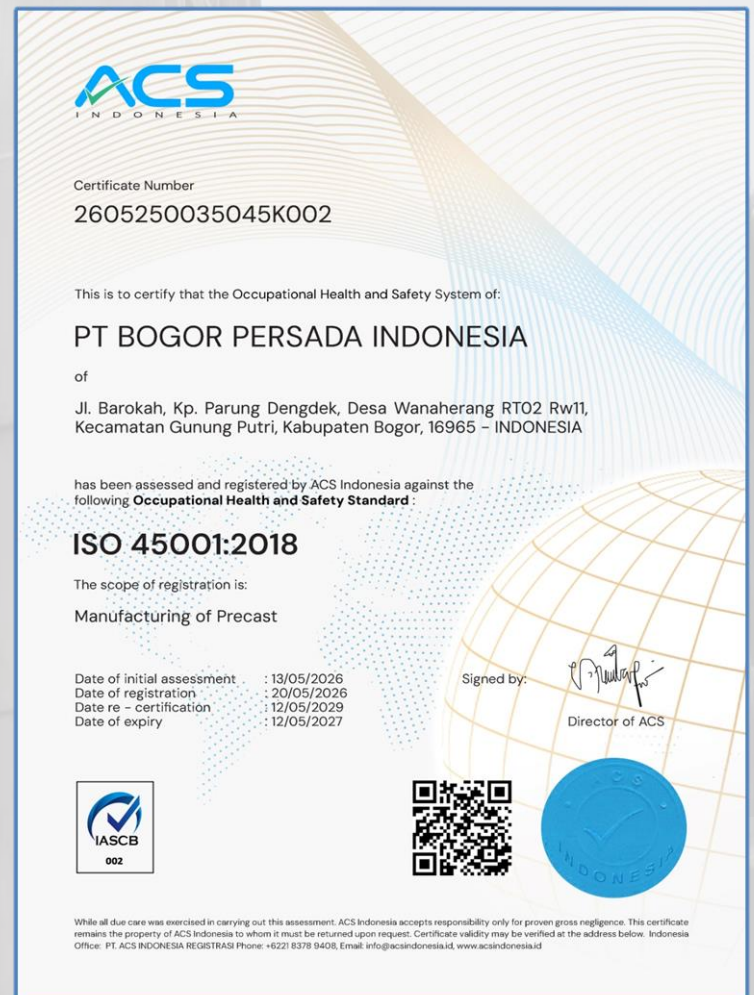 ACS
INDONESIA
Certificate Number
2605250035045K002
This is to certify that the Occupational Health and Safety System of:
PT BOGOR PERSADA INDONESIA
of
Jl. Barokah, Kp. Parung Dengdek, Desa Wanaherang RT02 Rw11,
Kecamatan Gunung Putri, Kabupaten Bogor, 16965 - INDONESIA
has been assessed and registered by ACS Indonesia against the
following Occupational Health and Safety Standard :
ISO 45001:2018
The scope of registration is:
Manufacturing of Precast
Date of initial assessment : 13/05/2026
Date of registration : 20/05/2026
Date re - certification : 12/05/2029
Date of expiry : 12/05/2027
Signed by:
Director of ACS
IASCB
002
ACS
INDONESIA
While all due care was exercised in carrying out this assessment. ACS Indonesia accepts responsibility only for proven gross negligence. This certificate
remains the property of ACS Indonesia to whom it must be returned upon request. Certificate validity may be verified at the address below. Indonesia
Office: PT. ACS INDONESIA REGISTRASI Phone: +6221 8378 9408, Email: info@acsindonesia.id, www.acsindonesia.id